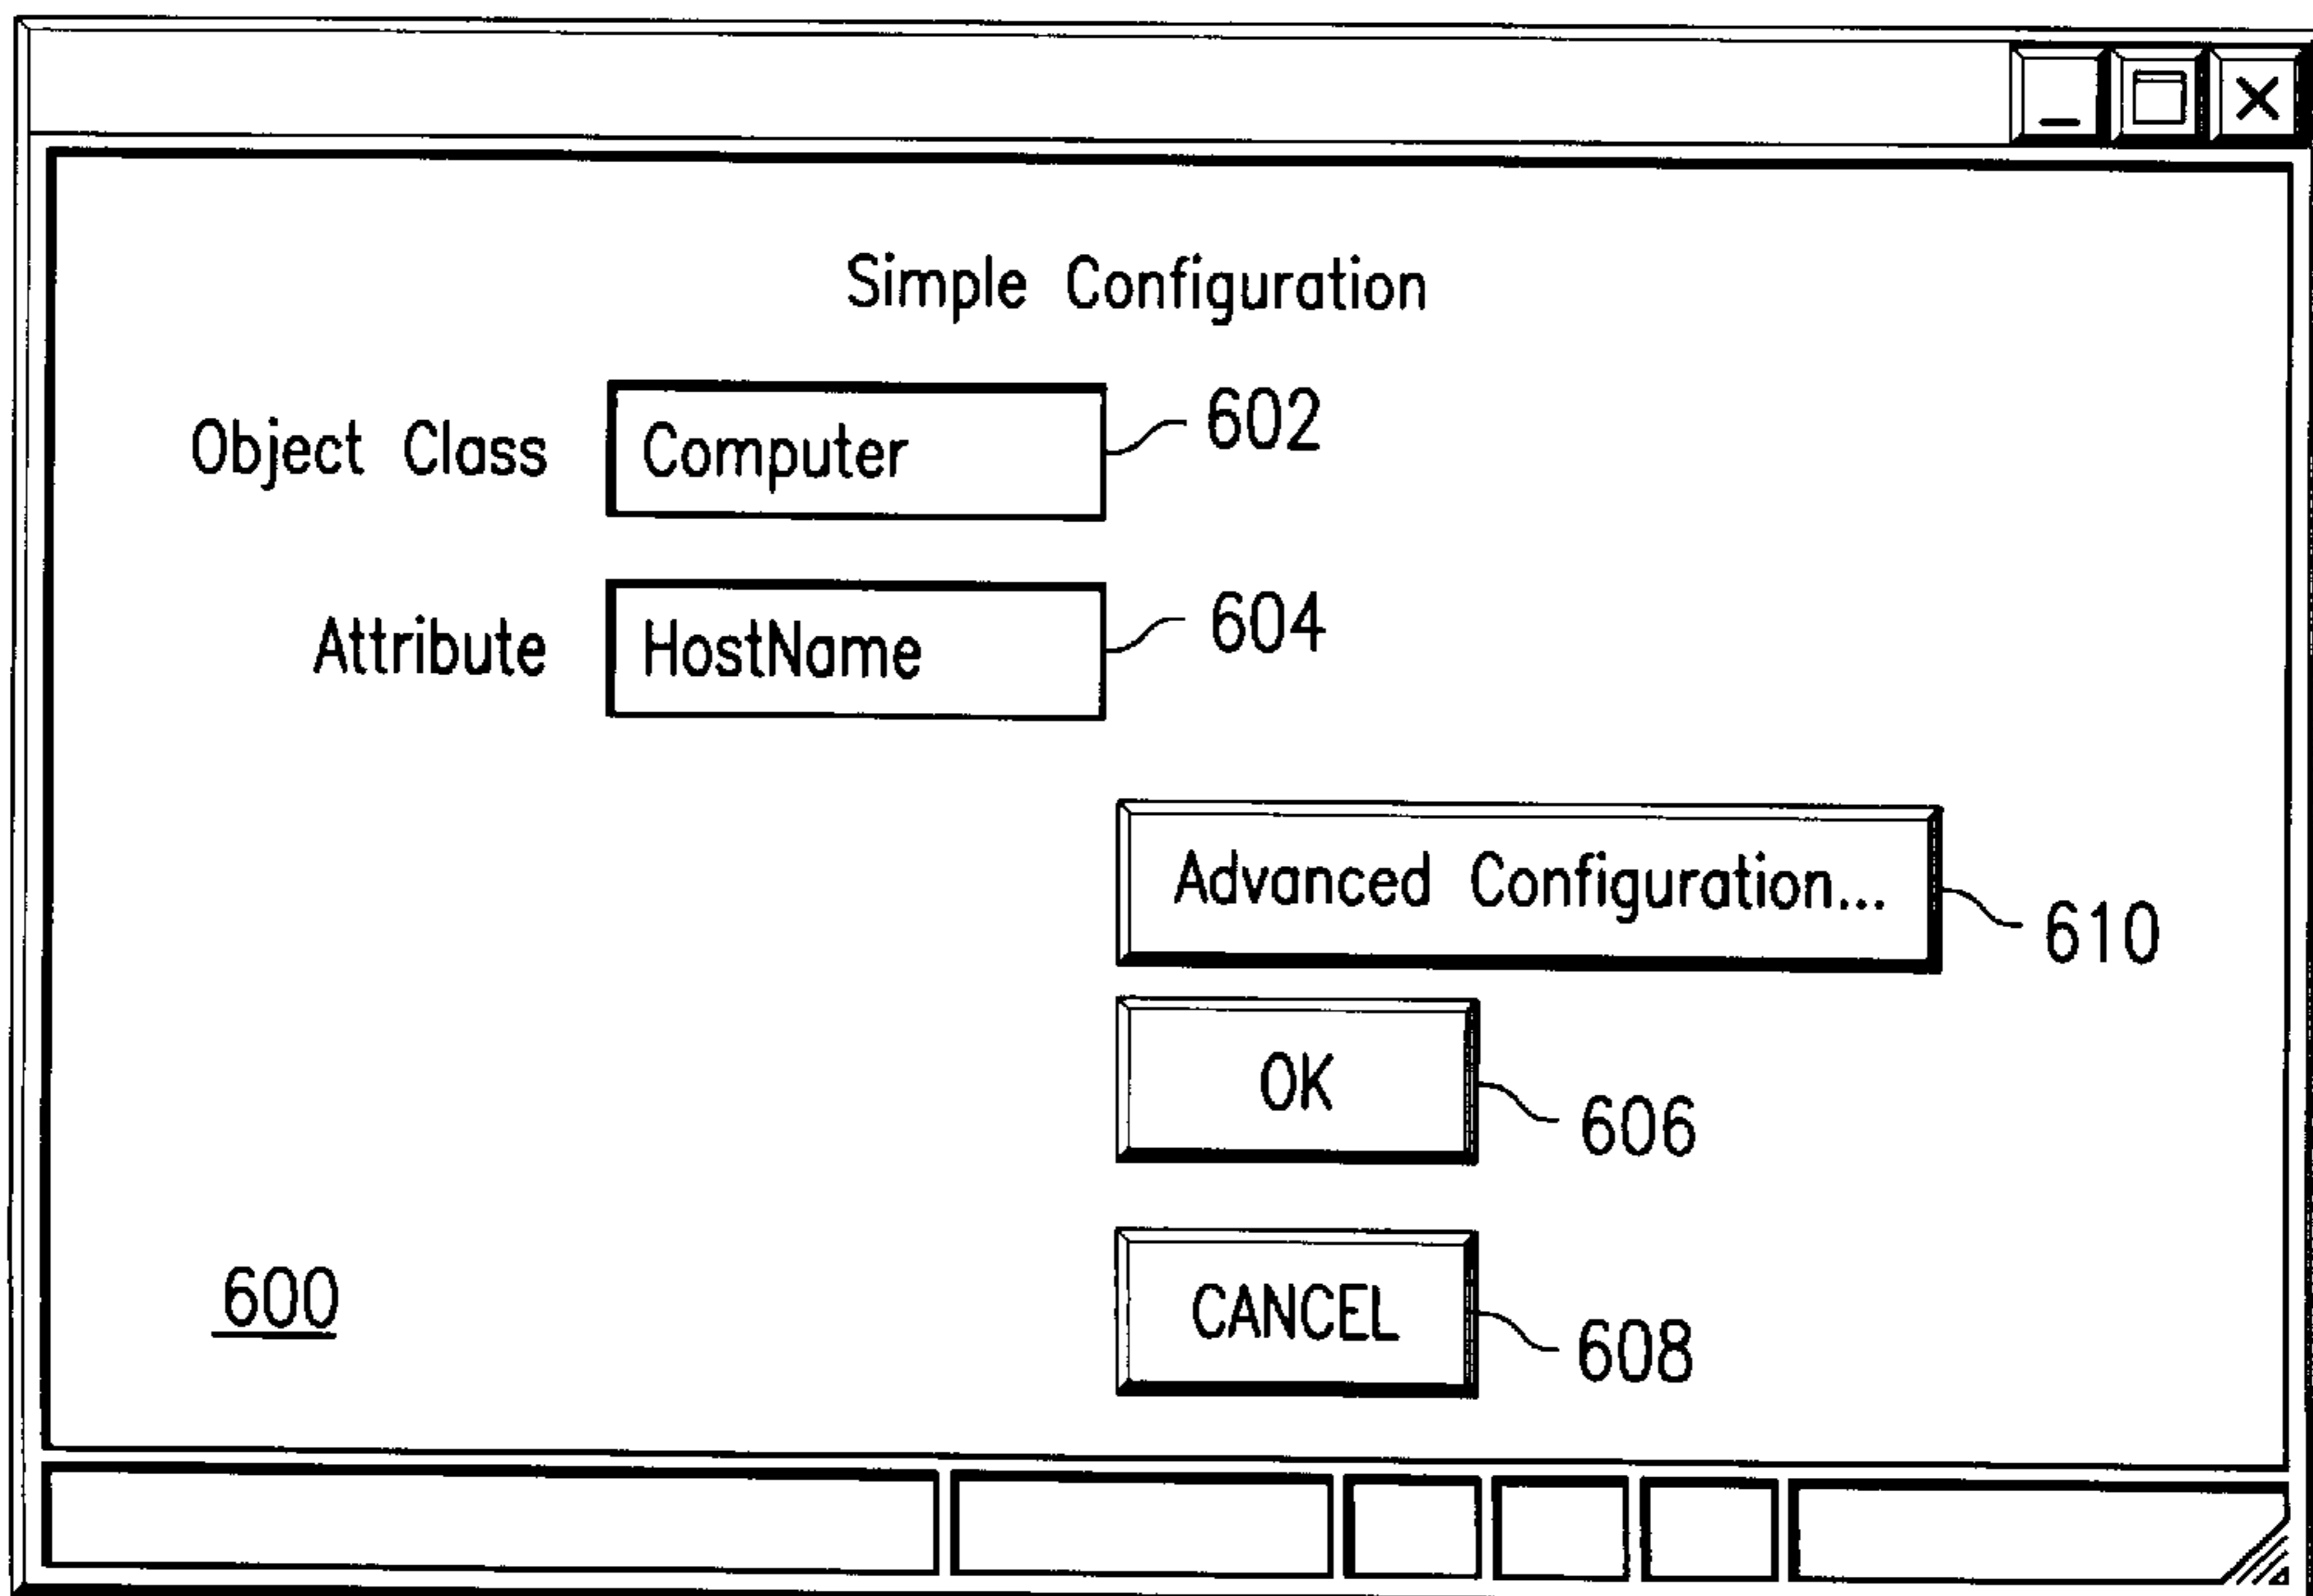 Simple Configuration
Object Class Computer 602
Attribute HostName 604
Advanced Configuration... 610
OK 606
CANCEL 608
600